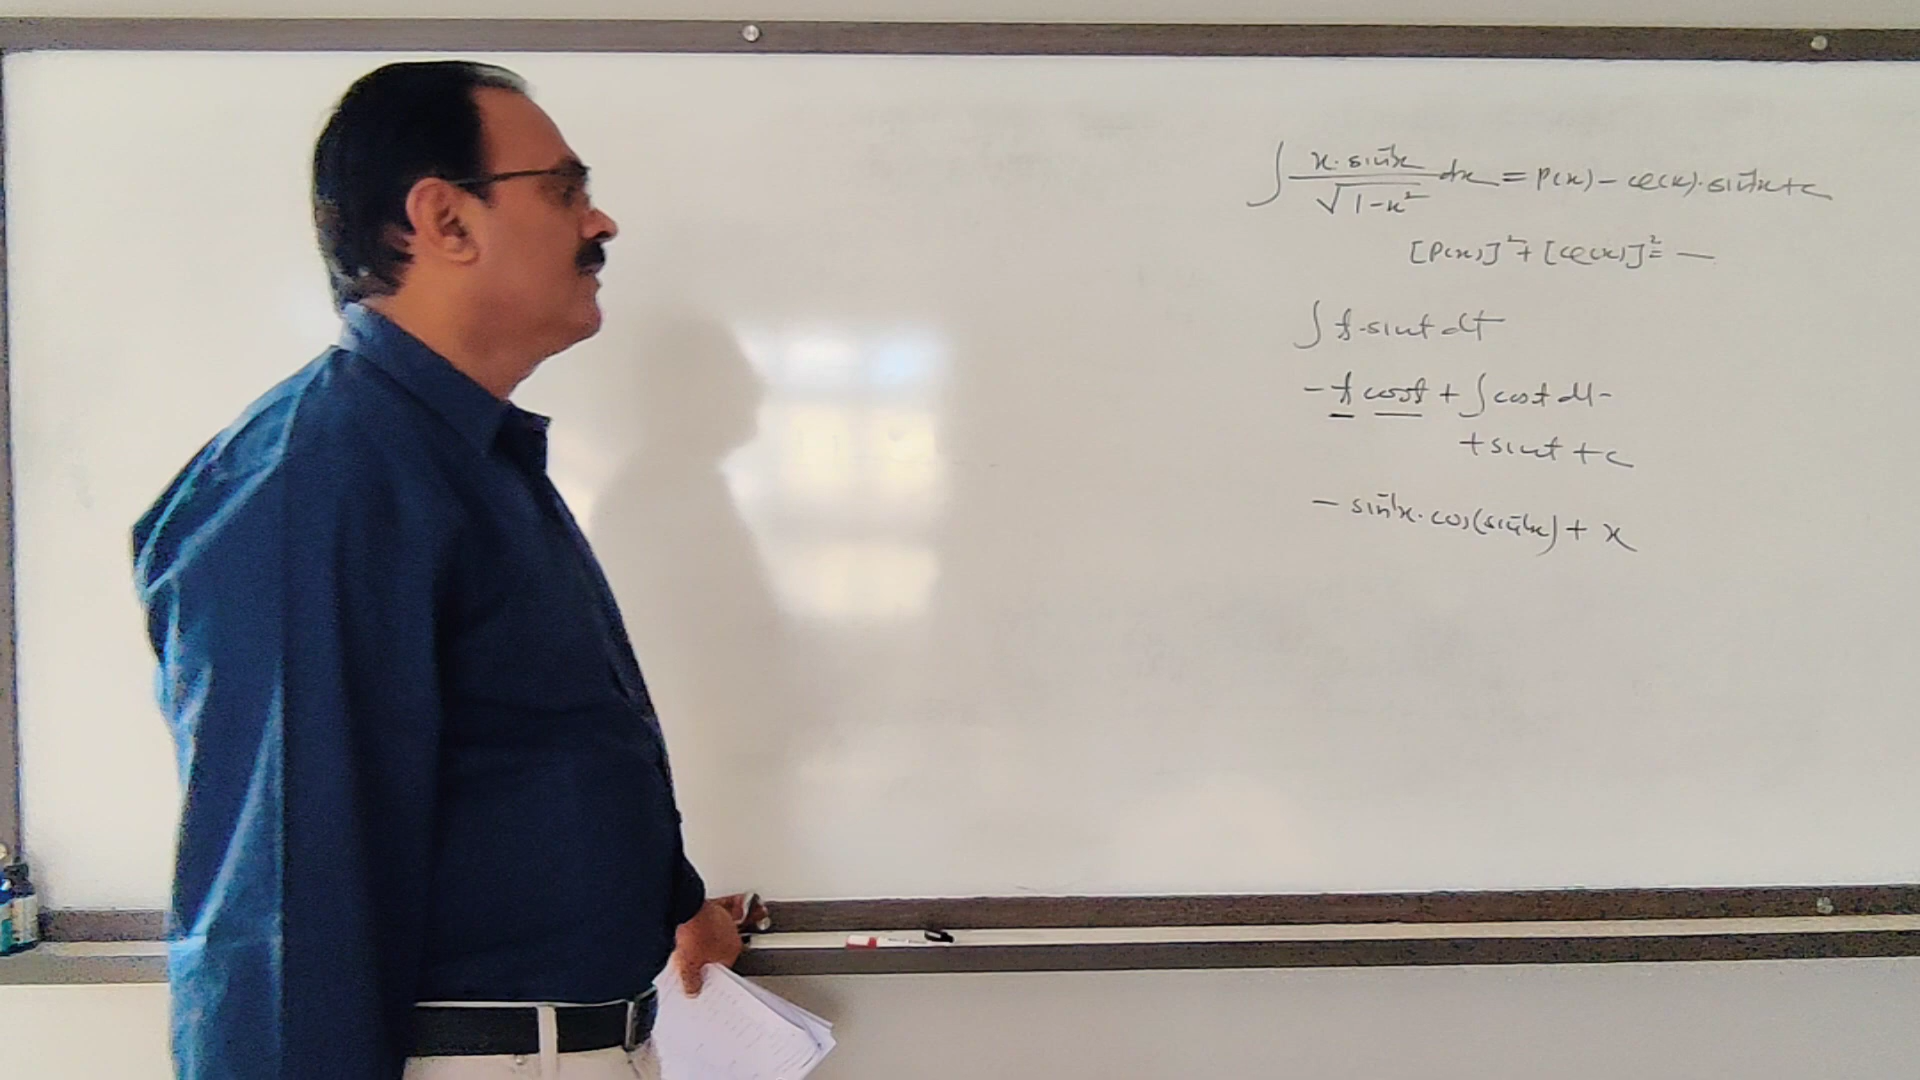 ∫ x·sin⁻¹x / √(1-x²) dx = P(x) - Q(x)·sin⁻¹x + c
[P(x)]² + [Q(x)]² = —
∫ t·sint dt
- t cost + ∫ cost dt
+ sint + c
- sin⁻¹x·cos(sin⁻¹x) + x